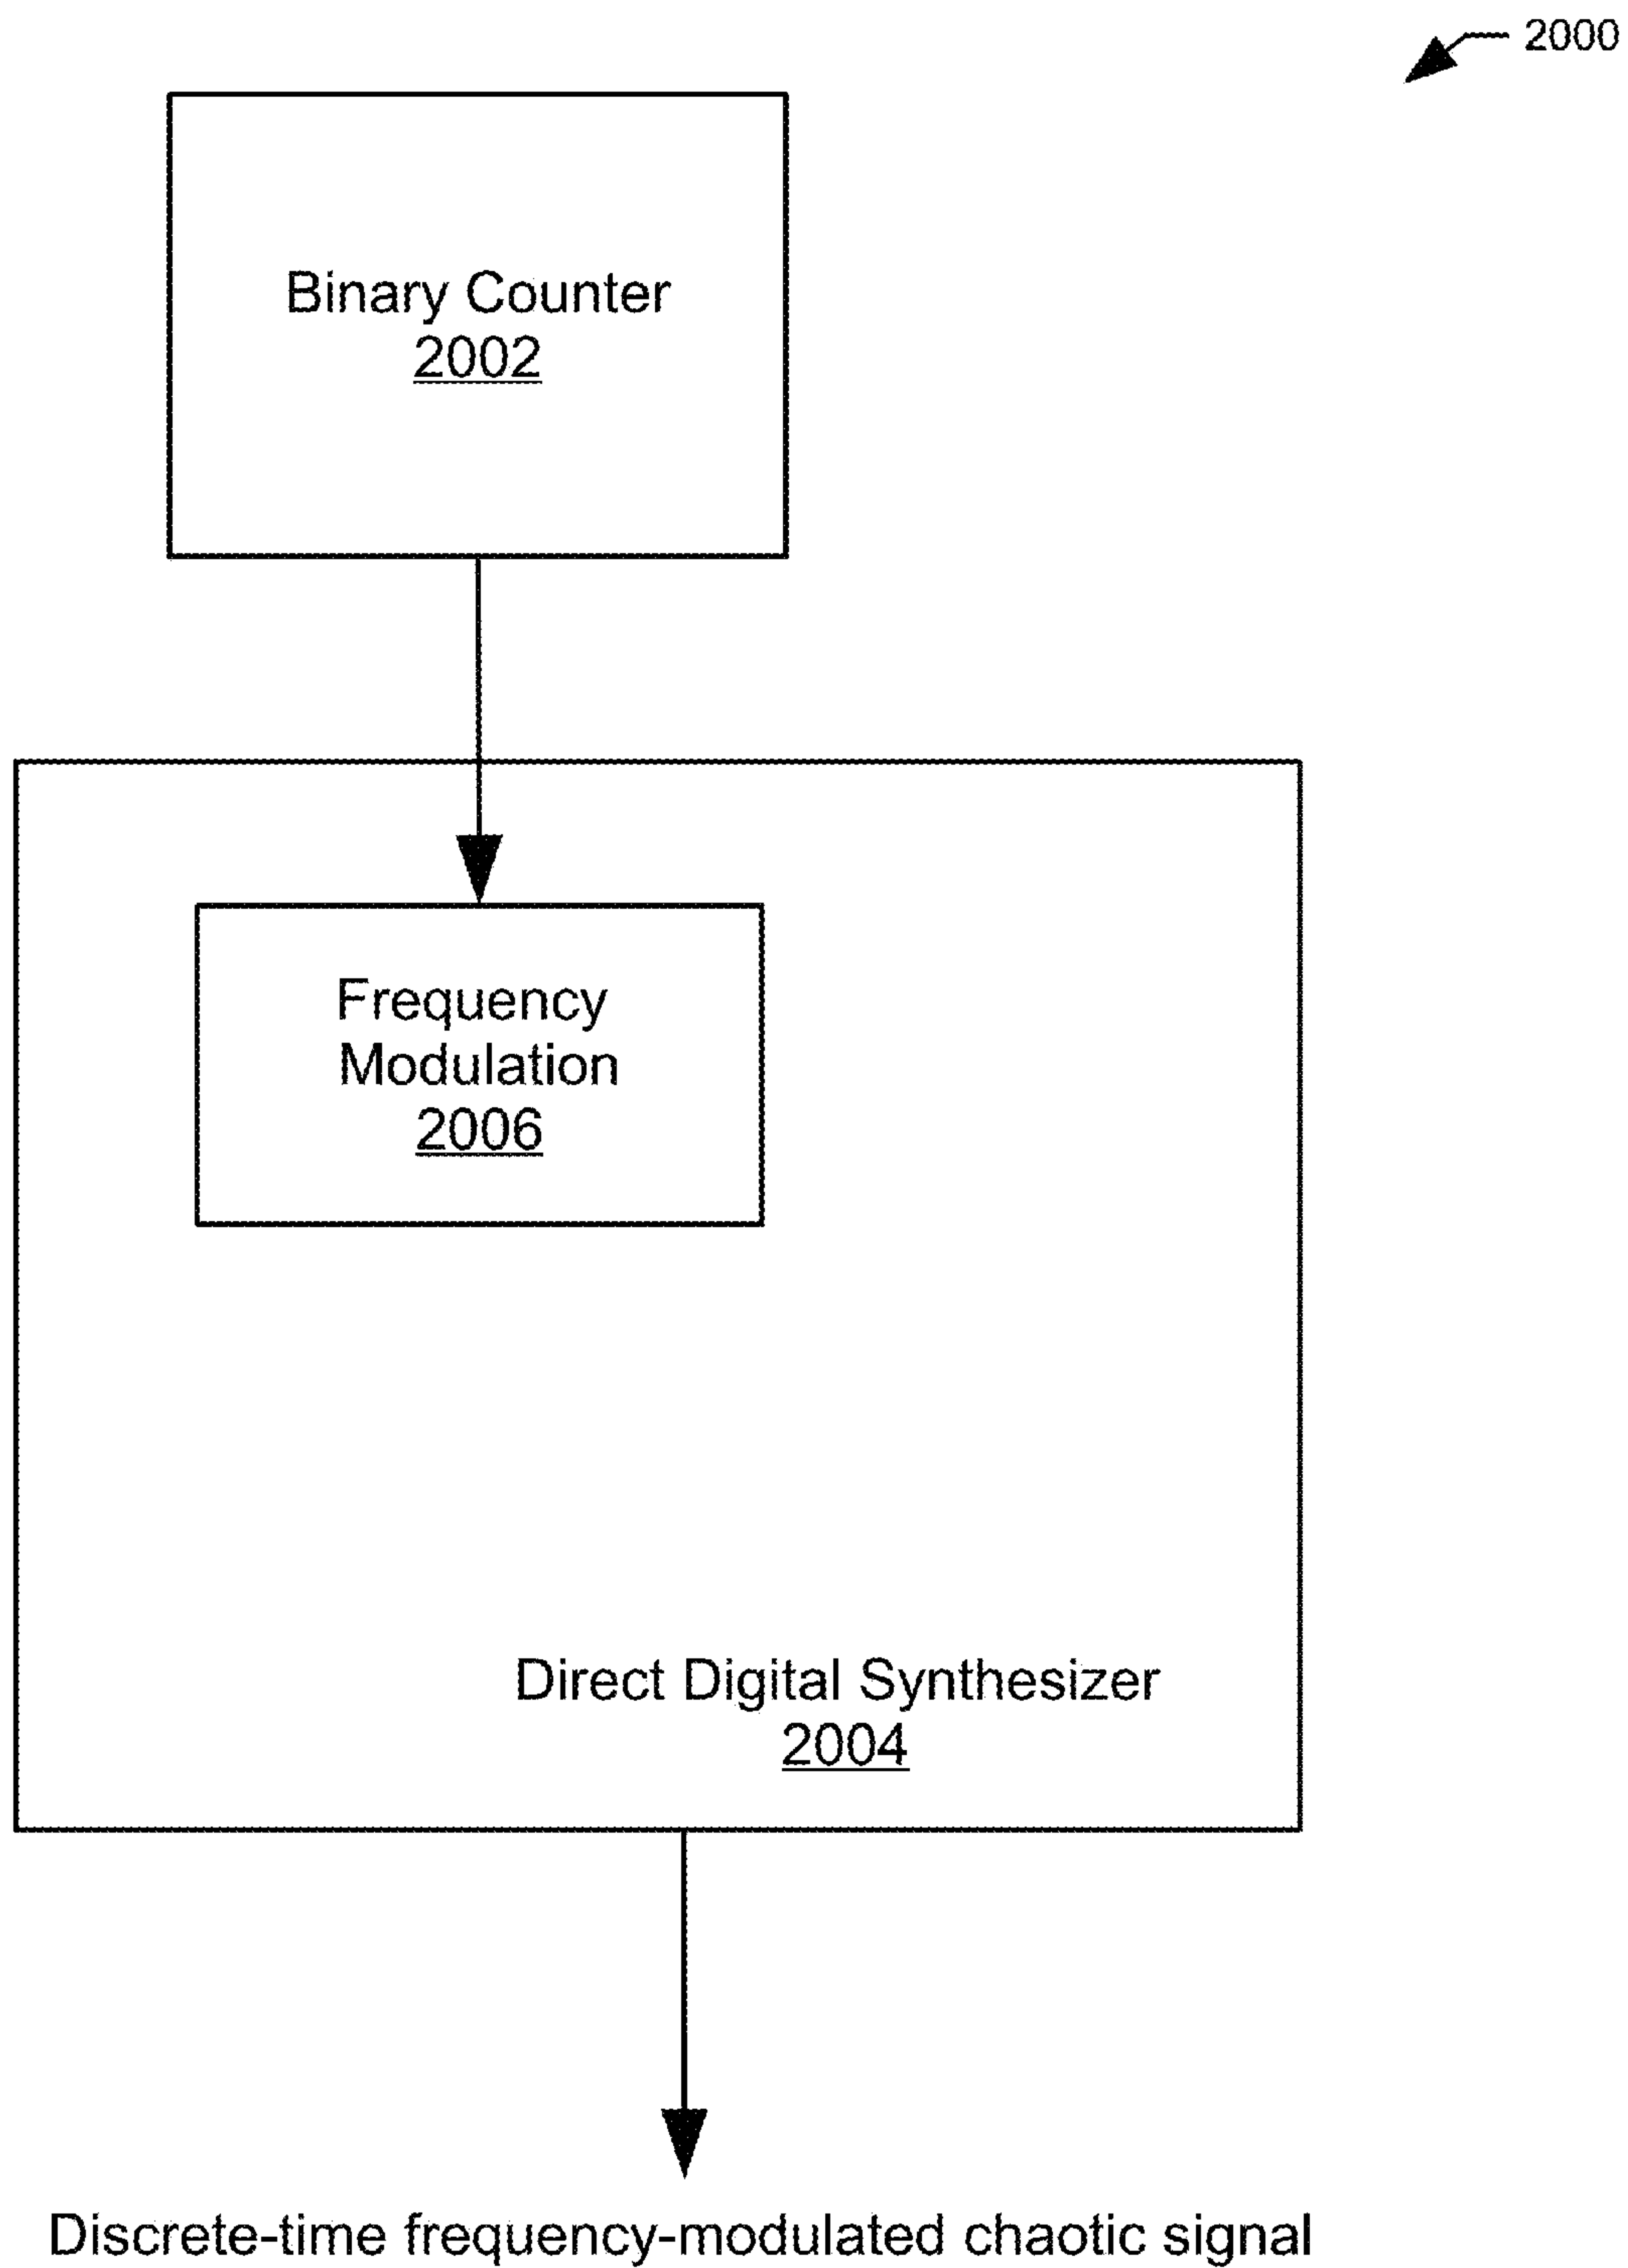 2000
Binary Counter
2002
Frequency
Modulation
2006
Direct Digital Synthesizer
2004
Discrete-time frequency-modulated chaotic signal